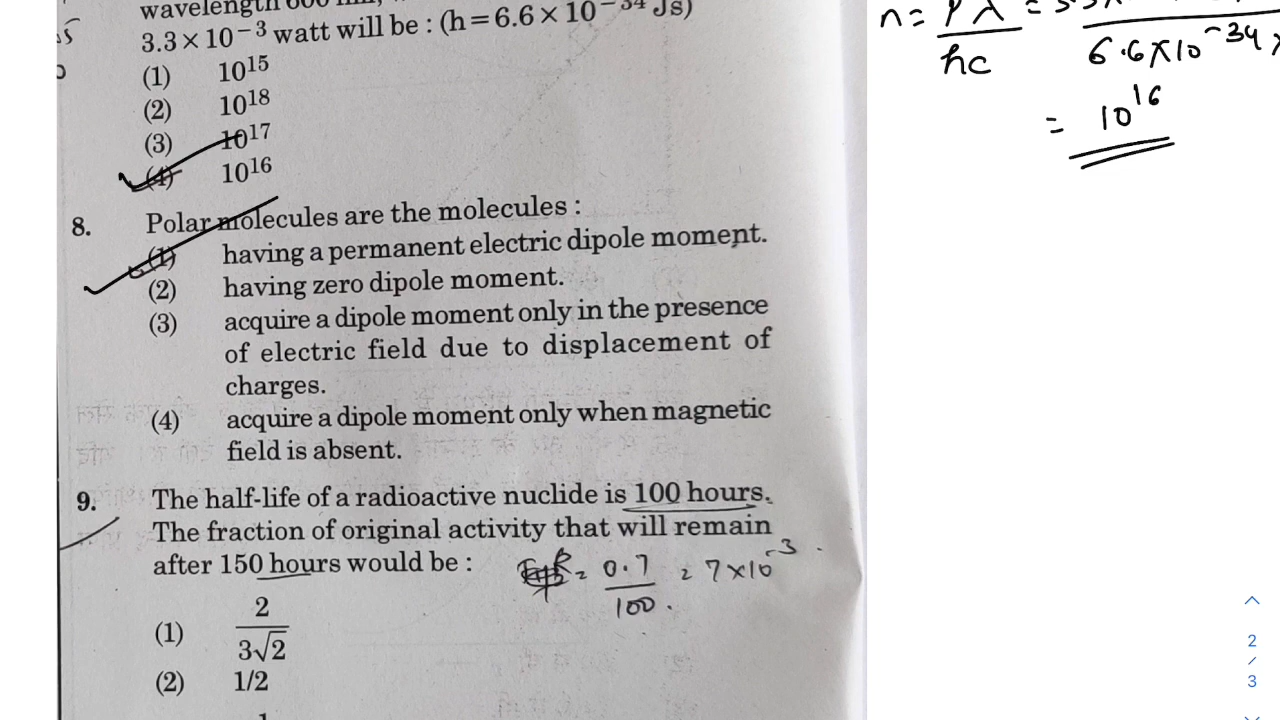 3.3 × 10⁻³ watt will be : (h = 6.6 × 10⁻³⁴ Js)
(1) 10¹⁵
(2) 10¹⁸
(3) 10¹⁷
(4) 10¹⁶
8. Polar molecules are the molecules :
(1) having a permanent electric dipole moment.
(2) having zero dipole moment.
(3) acquire a dipole moment only in the presence
of electric field due to displacement of
charges.
(4) acquire a dipole moment only when magnetic
field is absent.
9. The half-life of a radioactive nuclide is 100 hours.
The fraction of original activity that will remain
after 150 hours would be :
= 0.7/100 = 7×10⁻³
(1) 2/3√2
(2) 1/2
n = Pλ/hc =
6.6×10⁻³⁴
= 10¹⁶
2
/
3